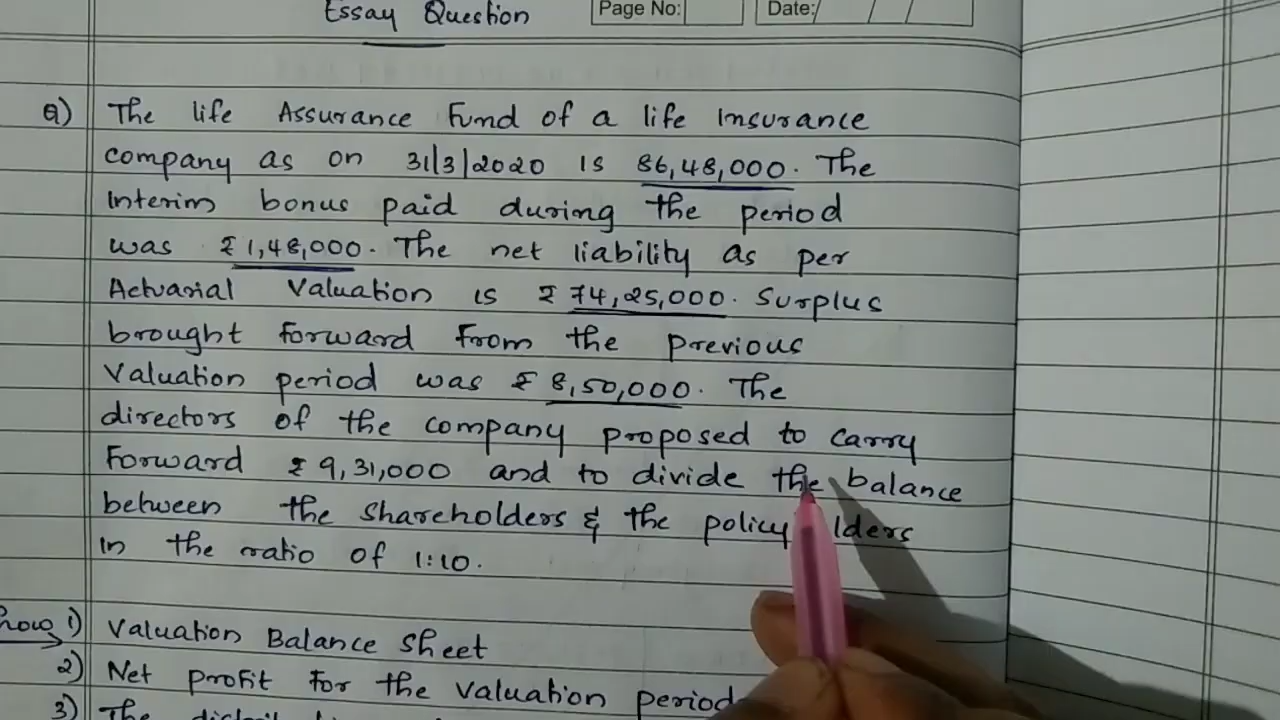 Essay Question
Page No:
Date: / / /
Q) The life Assurance Fund of a life Insurance
company as on 31/3/2020 is 86,48,000. The
Interim bonus paid during the period
was ₹ 1,48,000. The net liability as per
Actuarial Valuation is ₹ 74,25,000. Surplus
brought forward from the previous
Valuation period was ₹ 8,50,000. The
directors of the company proposed to carry
Forward ₹ 9,31,000 and to divide the balance
between the shareholders & the policy lders
in the ratio of 1:10.
1) Valuation Balance Sheet
2) Net profit for the valuation period
3) The